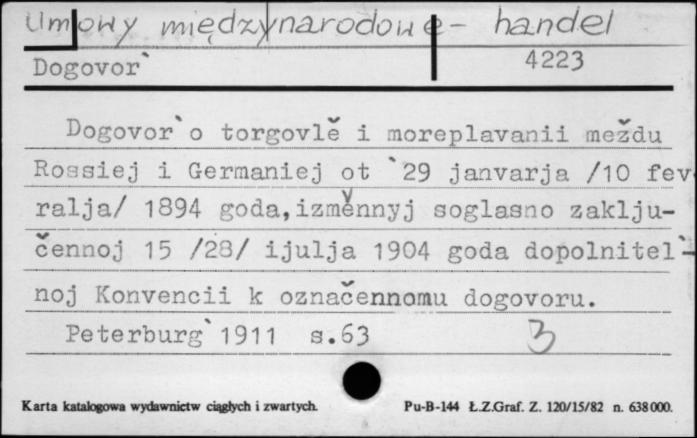 Umowy międzynarodowe - handel
Dogovor` 4223
Dogovor` o torgovlě i moreplavanii meždu
Rossiej i Germaniej ot `29 janvarja /10 fev-
ralja/ 1894 goda, izměnnyj soglasno zaklju-
čennoj 15 /28/ ijulja 1904 goda dopolnitel`-
noj Konvencii k označennomu dogovoru.
Peterburg` 1911 s.63 3
Karta katalogowa wydawnictw ciągłych i zwartych. Pu-B-144 Ł.Z.Graf. Z. 120/15/82 n. 638000.